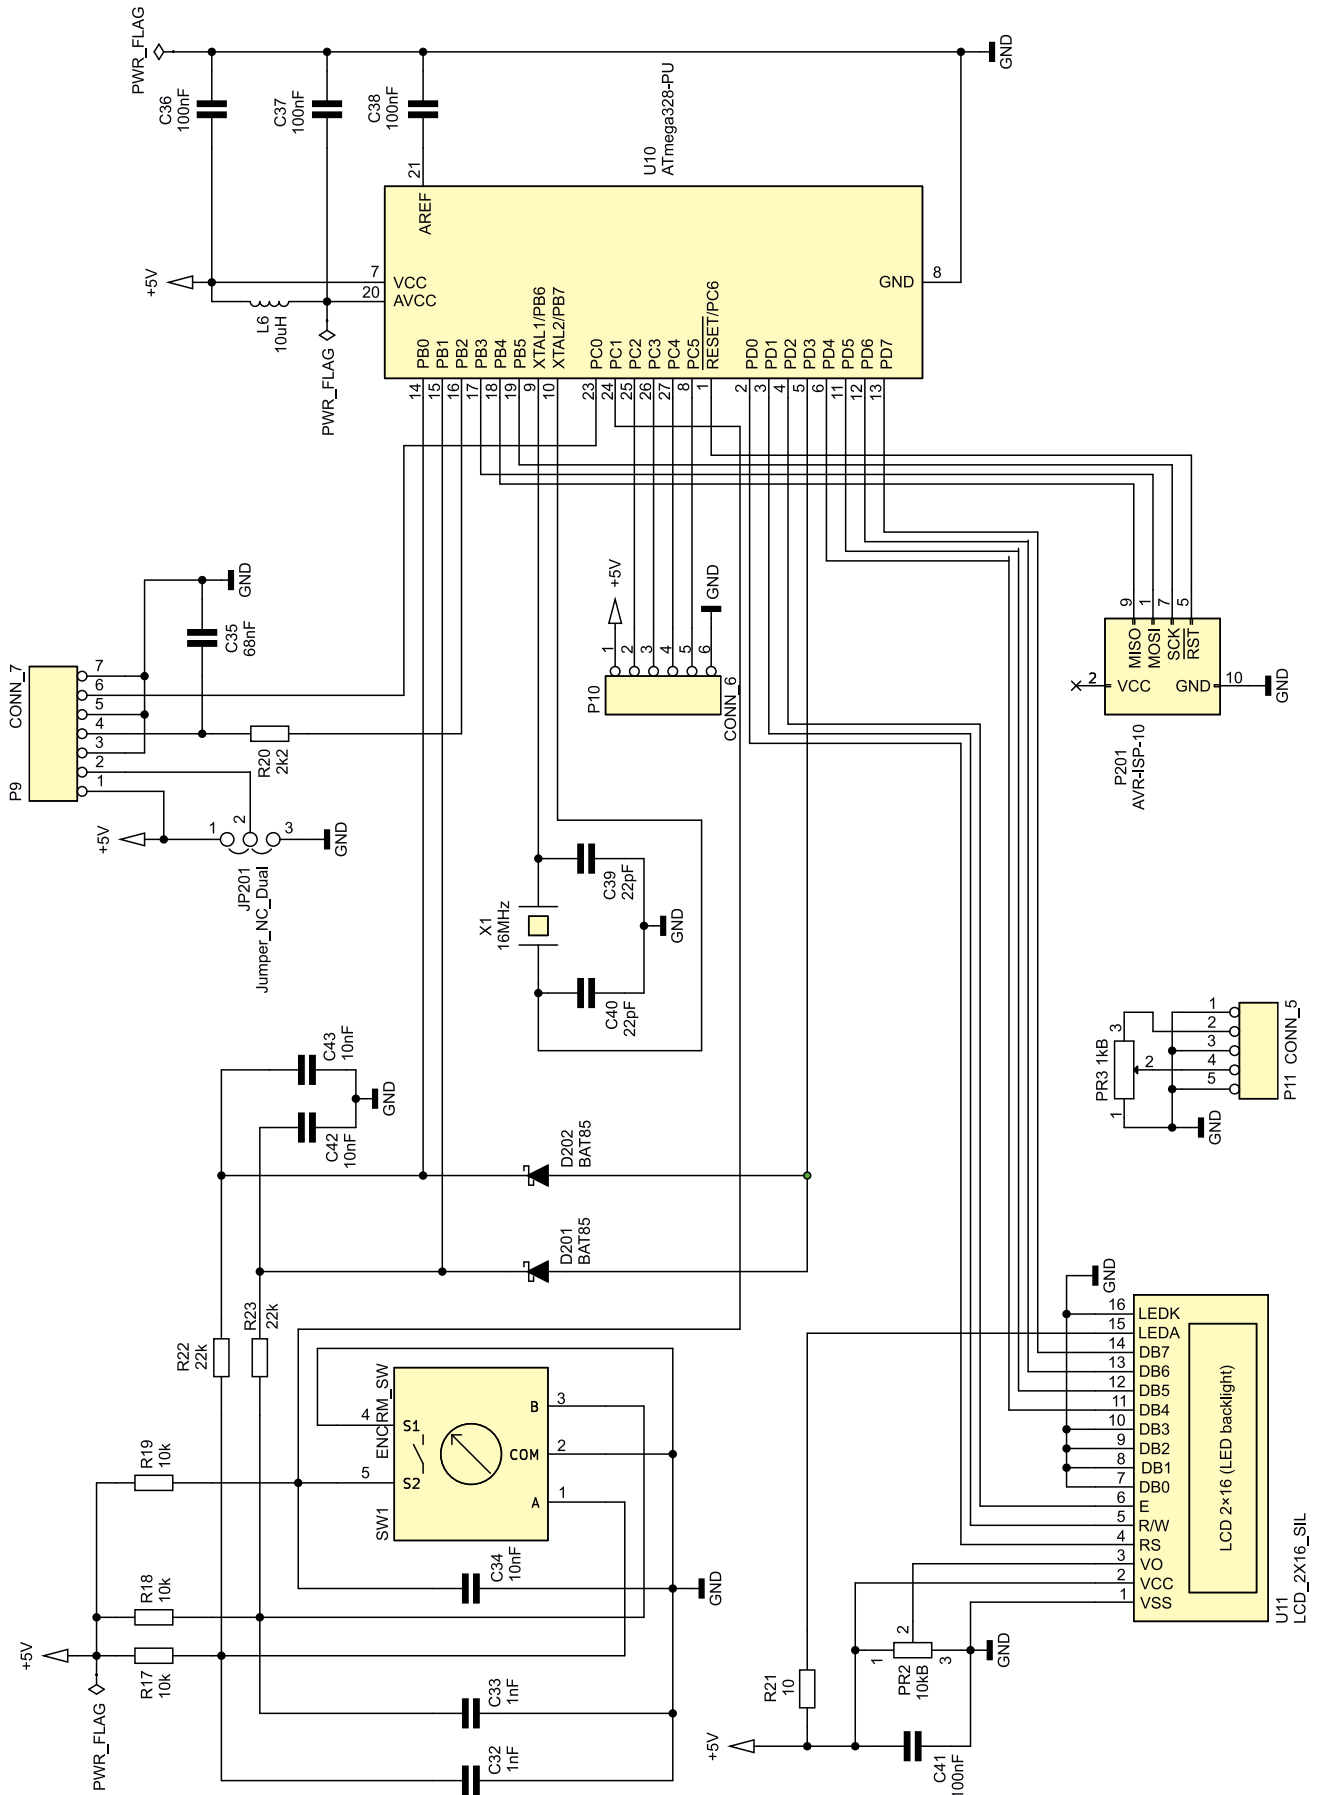 PWR_FLAG
GND
C36
100nF
C37
100nF
C38
100nF
U10
ATmega328-PU
21
AREF
+5V
7
VCC
20
AVCC
L6
10uH
PWR_FLAG
GND
8
14
PB0
15
PB1
16
PB2
17
PB3
18
PB4
19
PB5
9
XTAL1/PB6
10
XTAL2/PB7
23
PC0
24
PC1
25
PC2
26
PC3
27
PC4
8
PC5
1
RESET/PC6
2
PD0
3
PD1
4
PD2
5
PD3
6
PD4
11
PD5
12
PD6
13
PD7
P9
CONN_7
7
6
5
4
3
2
1
GND
C35
68nF
R20
2k2
+5V
1
2
3
GND
JP201
Jumper_NC_Dual
+5V
GND
1
2
3
4
5
6
P10
CONN_6
9
1
7
5
MISO
MOSI
SCK
RST
2
VCC
GND
10
GND
P201
AVR-ISP-10
X1
16MHz
C39
22pF
C40
22pF
GND
C43
10nF
C42
10nF
GND
D202
BAT85
D201
BAT85
PR3 1kB
3
2
1
1
2
3
4
5
GND
P11 CONN_5
R22
22k
R23
22k
R19
10k
R18
10k
R17
10k
+5V
PWR_FLAG
SW1
ENCRM_SW
4
S1
5
S2
B
3
COM
2
A
1
C34
10nF
GND
C33
1nF
C32
1nF
GND
16
LEDK
15
LEDA
14
DB7
13
DB6
12
DB5
11
DB4
10
DB3
9
DB2
8
DB1
7
DB0
6
E
5
R/W
4
RS
3
VO
2
VCC
1
VSS
LCD 2×16 (LED backlight)
U11
LCD_2X16_SIL
R21
10
1
2
3
PR2
10kB
GND
+5V
C41
100nF